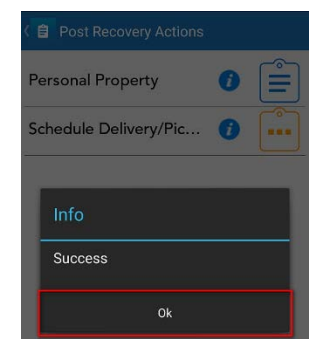 Post Recovery Actions
Personal Property
Schedule Delivery/Pic...
Info
Success
Ok